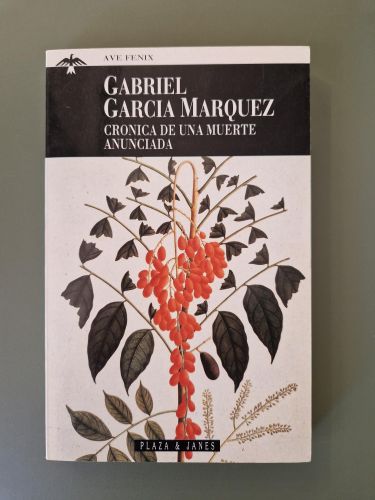 AVE FENIX
GABRIEL
GARCIA MARQUEZ
CRONICA DE UNA MUERTE
ANUNCIADA
PLAZA & JANES